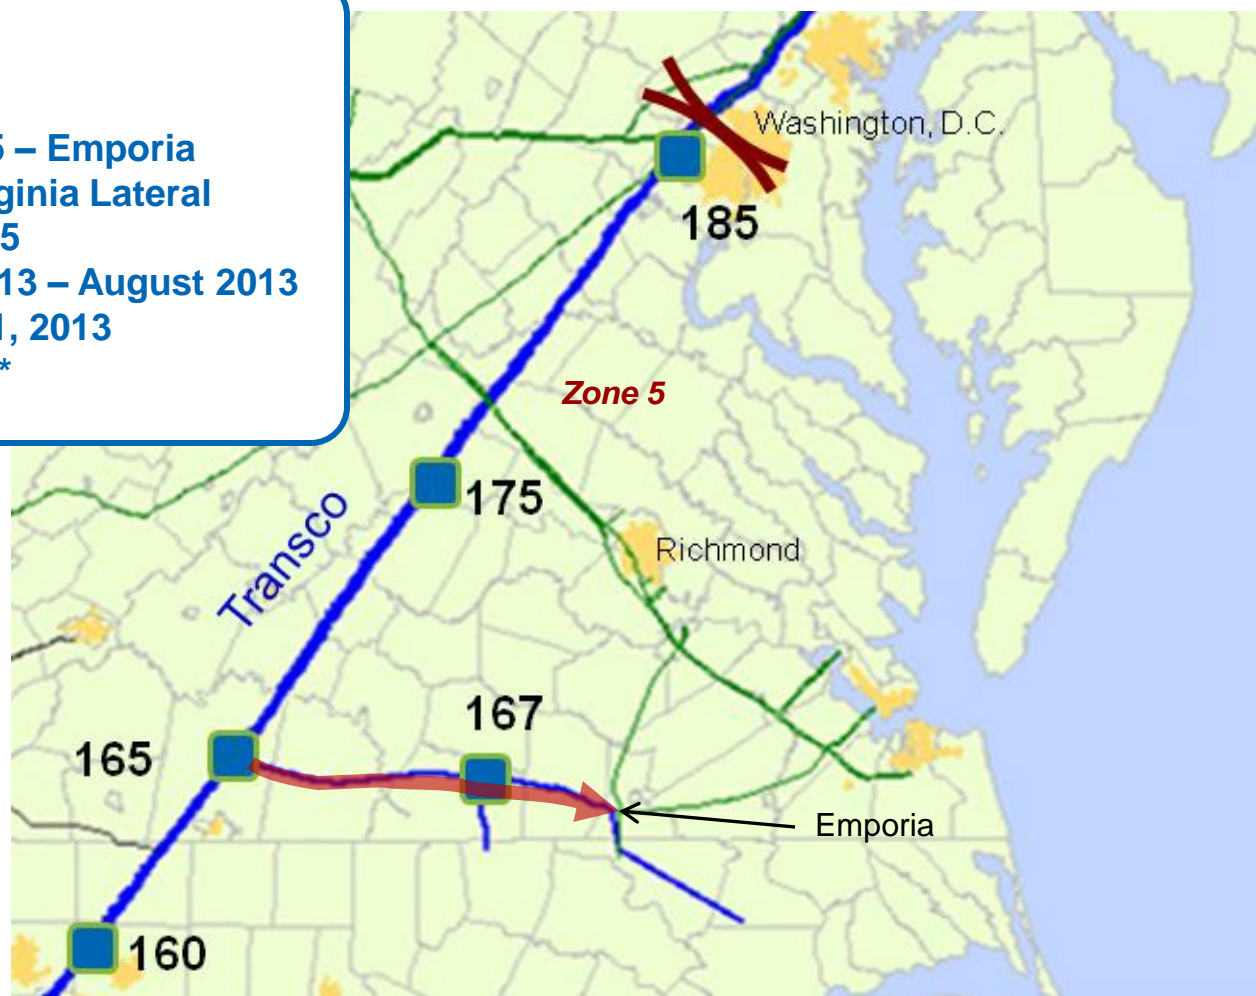 5 – Emporia
ginia Lateral
5
13 – August 2013
1, 2013
*
Washington, D.C.
185
Zone 5
175
Transco
Richmond
167
165
Emporia
160